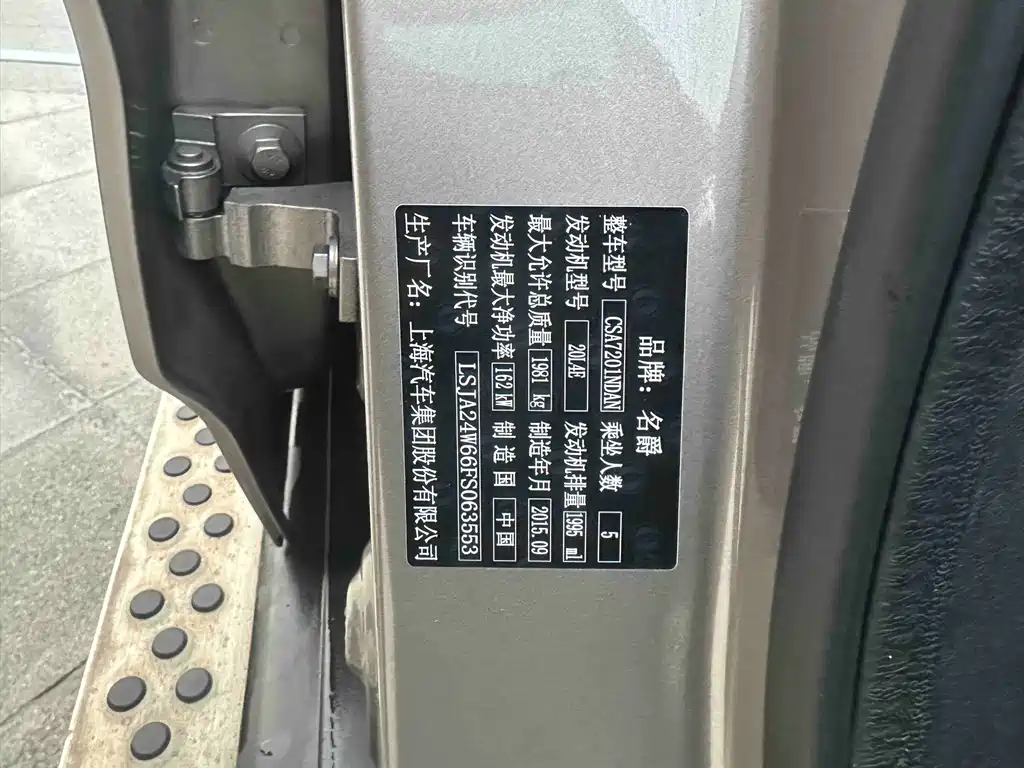 品牌：名爵
整车型号 CSA7201NDAN 乘坐人数 5
发动机型号 20L4E 发动机排量 1995 ml
最大允许总质量 1981 kg 制造年月 2015.09
发动机最大净功率 162 kW 制造国 中国
车辆识别代号 LSJA24W66FS063553
生产厂名：上海汽车集团股份有限公司